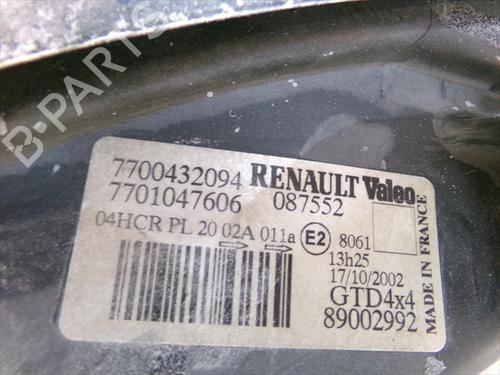 B-PARTS
7700432094 RENAULT Valeo
7701047606 087552
04HCR PL 20 02A 011a E2 8061
13h25
17/10/2002
GTD4x4
89002992
MADE IN FRANCE